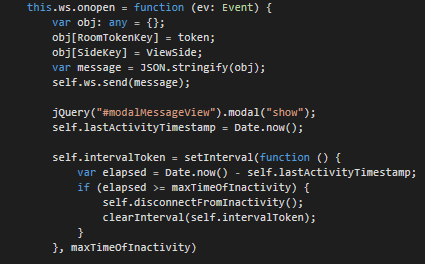 this.ws.onopen = function (ev: Event) {
    var obj: any = {};
    obj[RoomTokenKey] = token;
    obj[SideKey] = ViewSide;
    var message = JSON.stringify(obj);
    self.ws.send(message);

    jQuery("#modalMessageView").modal("show");
    self.lastActivityTimestamp = Date.now();

    self.intervalToken = setInterval(function () {
        var elapsed = Date.now() - self.lastActivityTimestamp;
        if (elapsed >= maxTimeOfInactivity) {
            self.disconnectFromInactivity();
            clearInterval(self.intervalToken);
        }
    }, maxTimeOfInactivity)